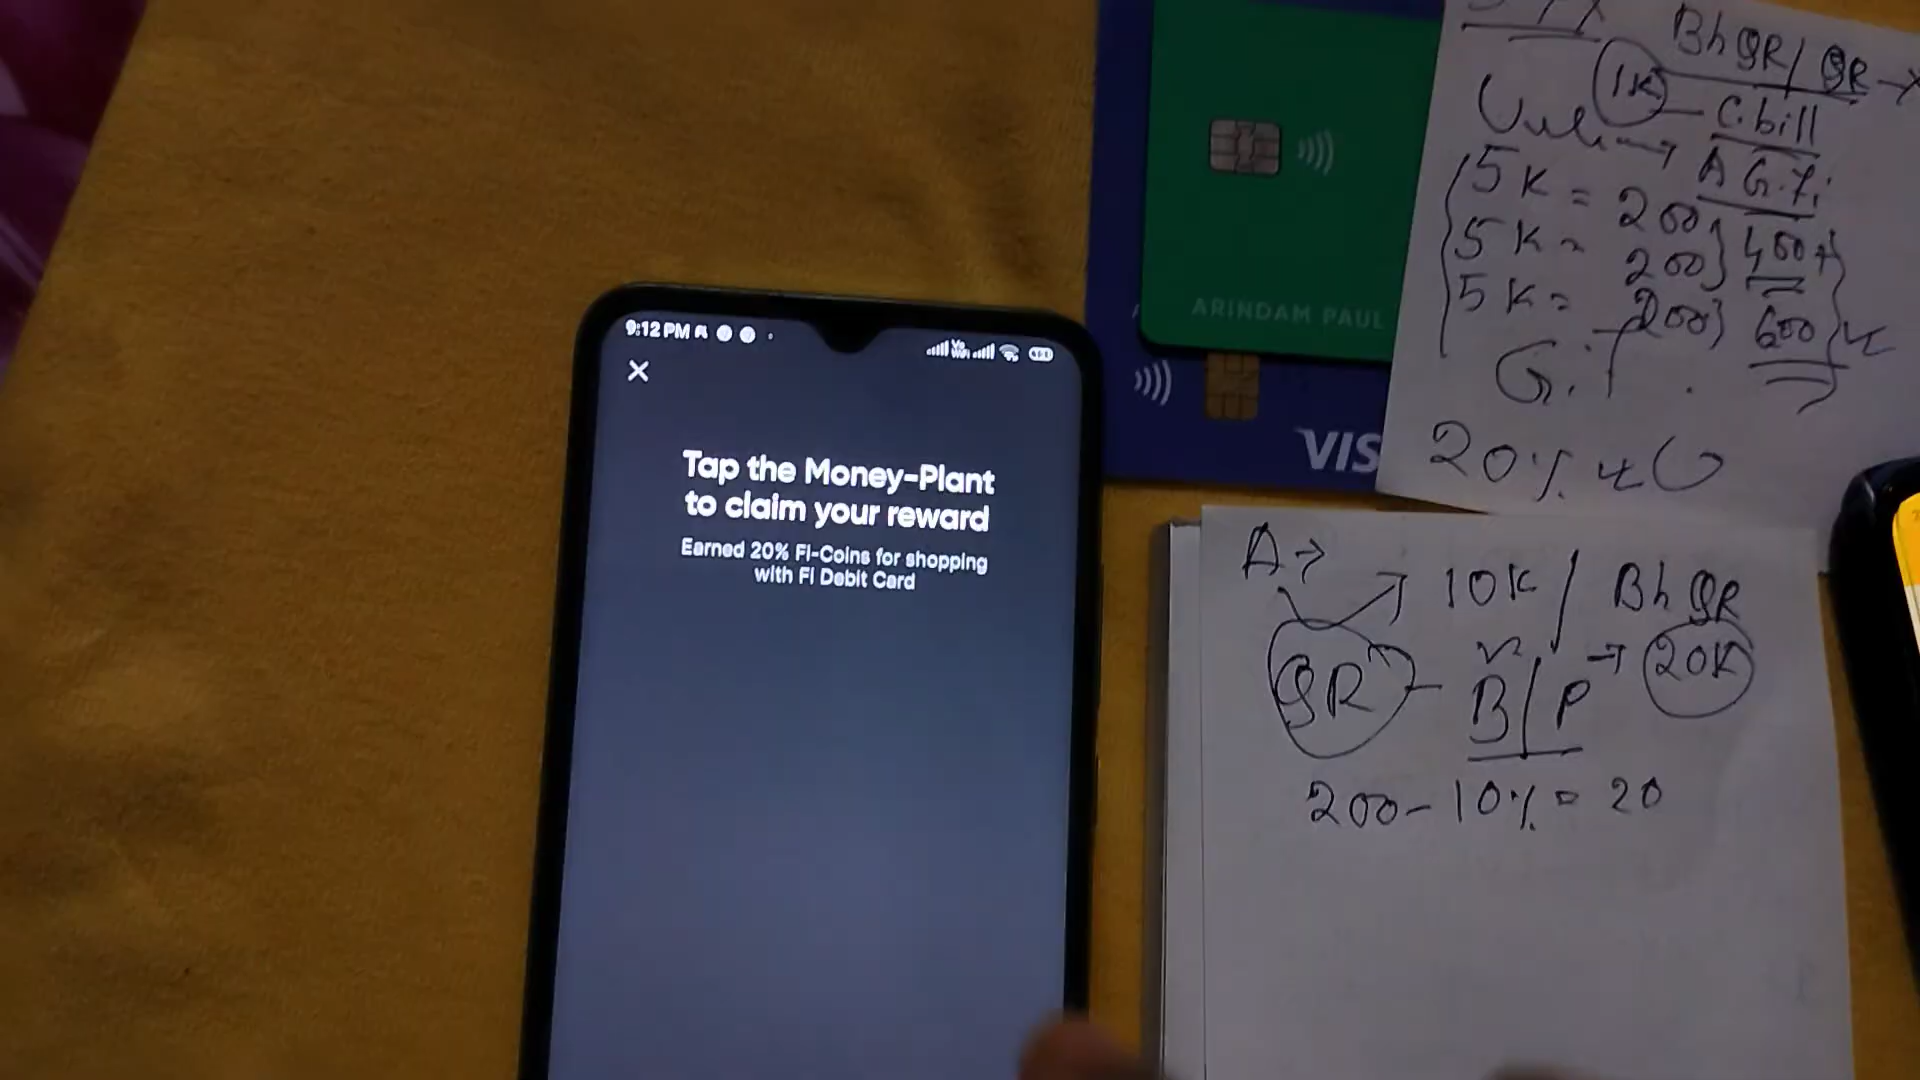 9:12 PM
Tap the Money-Plant
to claim your reward
Earned 20% Fi-Coins for shopping
with Fi Debit Card
ARINDAM PAUL
VIS
Bh QR/ QR → X
1K — C.bill
A G.F.
5K = 200
5K = 200 400
5K = 200 600
G.F.
20%
A →
10K / Bh QR
QR — B/P → 20K
200 - 10% = 20